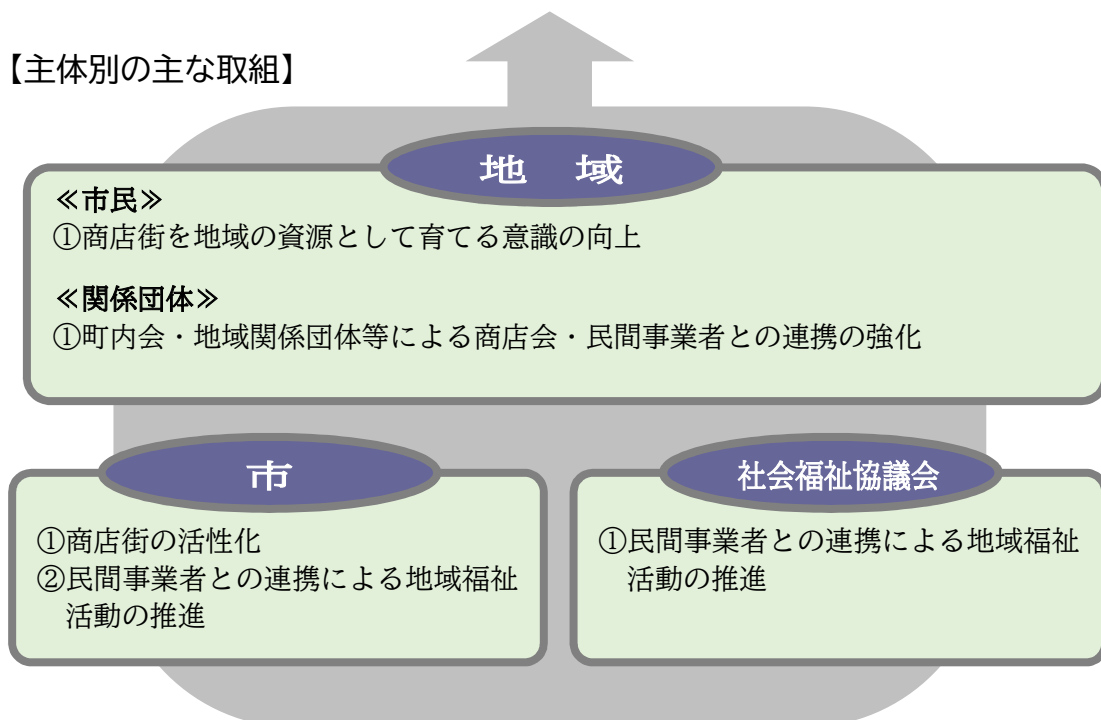 【主体別の主な取組】
地 域
≪市民≫
①商店街を地域の資源として育てる意識の向上
≪関係団体≫
①町内会・地域関係団体等による商店会・民間事業者との連携の強化
市
①商店街の活性化
②民間事業者との連携による地域福祉
活動の推進
社会福祉協議会
①民間事業者との連携による地域福祉
活動の推進